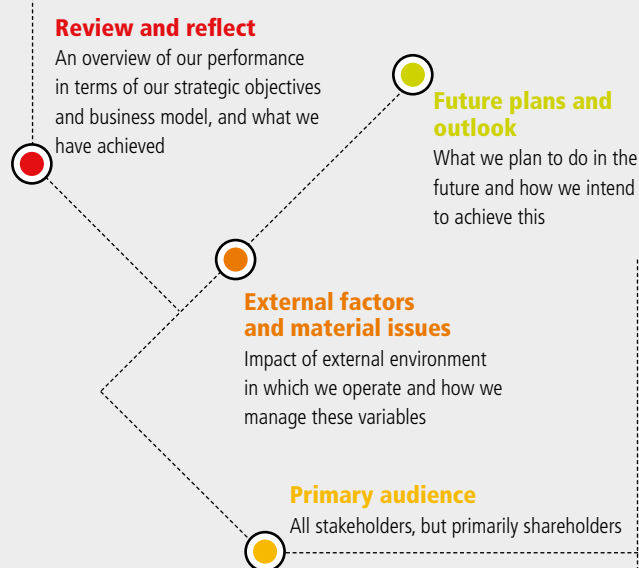 Review and reflect
An overview of our performance
in terms of our strategic objectives
and business model, and what we
have achieved
Future plans and
outlook
What we plan to do in the
future and how we intend
to achieve this
External factors
and material issues
Impact of external environment
in which we operate and how we
manage these variables
Primary audience
All stakeholders, but primarily shareholders